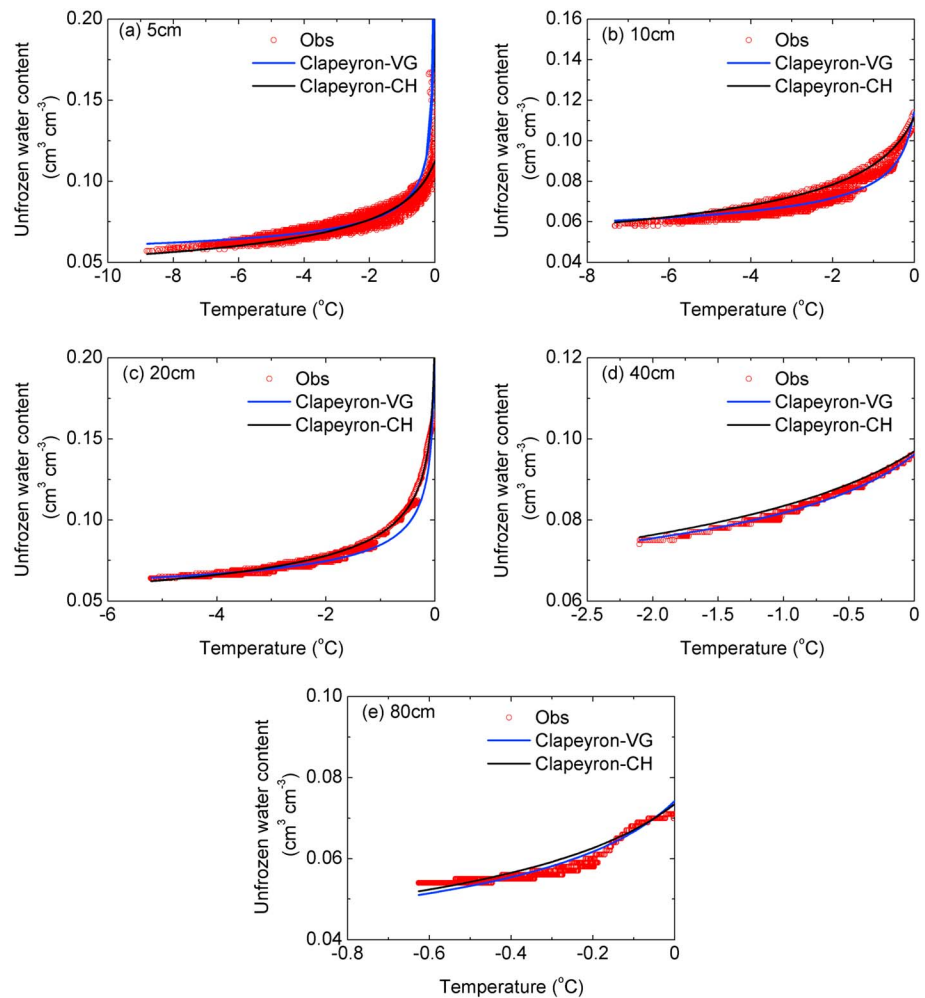 (a) 5cm
Obs
Clapeyron-VG
Clapeyron-CH
Unfrozen water content
(cm³ cm⁻³)
0.20
0.15
0.10
0.05
-10 -8 -6 -4 -2 0
Temperature (°C)
(b) 10cm
Obs
Clapeyron-VG
Clapeyron-CH
Unfrozen water content
(cm³ cm⁻³)
0.16
0.14
0.12
0.10
0.08
0.06
0.04
-8 -6 -4 -2 0
Temperature (°C)
(c) 20cm
Obs
Clapeyron-VG
Clapeyron-CH
Unfrozen water content
(cm³ cm⁻³)
0.20
0.15
0.10
0.05
-6 -4 -2 0
Temperature (°C)
(d) 40cm
Obs
Clapeyron-VG
Clapeyron-CH
Unfrozen water content
(cm³ cm⁻³)
0.12
0.10
0.08
0.06
-2.5 -2.0 -1.5 -1.0 -0.5 0
Temperature (°C)
(e) 80cm
Obs
Clapeyron-VG
Clapeyron-CH
Unfrozen water content
(cm³ cm⁻³)
0.10
0.08
0.06
0.04
-0.8 -0.6 -0.4 -0.2 0
Temperature (°C)